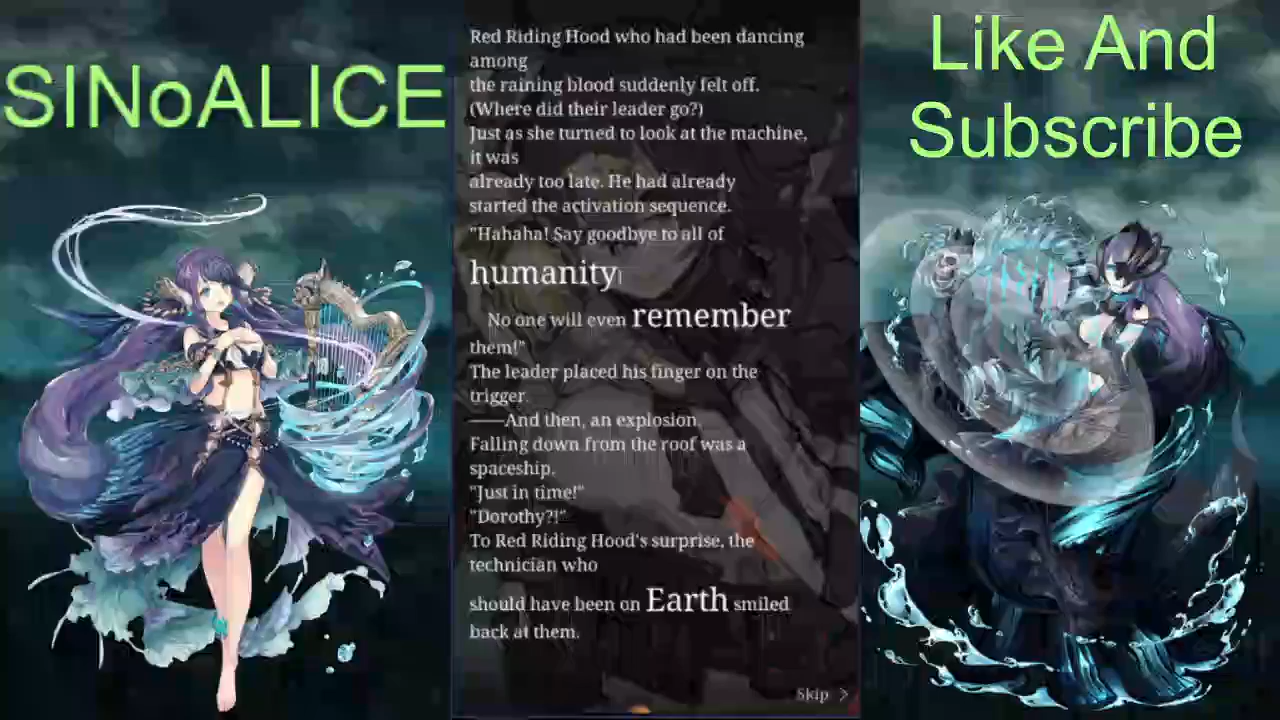 SINoALICE
Red Riding Hood who had been dancing
among
the raining blood suddenly felt off.
(Where did their leader go?)
Just as she turned to look at the machine,
it was
already too late. He had already
started the activation sequence.
"Hahaha! Say goodbye to all of
humanity!
No one will even remember
them!"
The leader placed his finger on the
trigger.
——And then, an explosion.
Falling down from the roof was a
spaceship.
"Just in time!"
"Dorothy?!"
To Red Riding Hood's surprise, the
technician who
should have been on Earth smiled
back at them.
Skip >
Like And
Subscribe